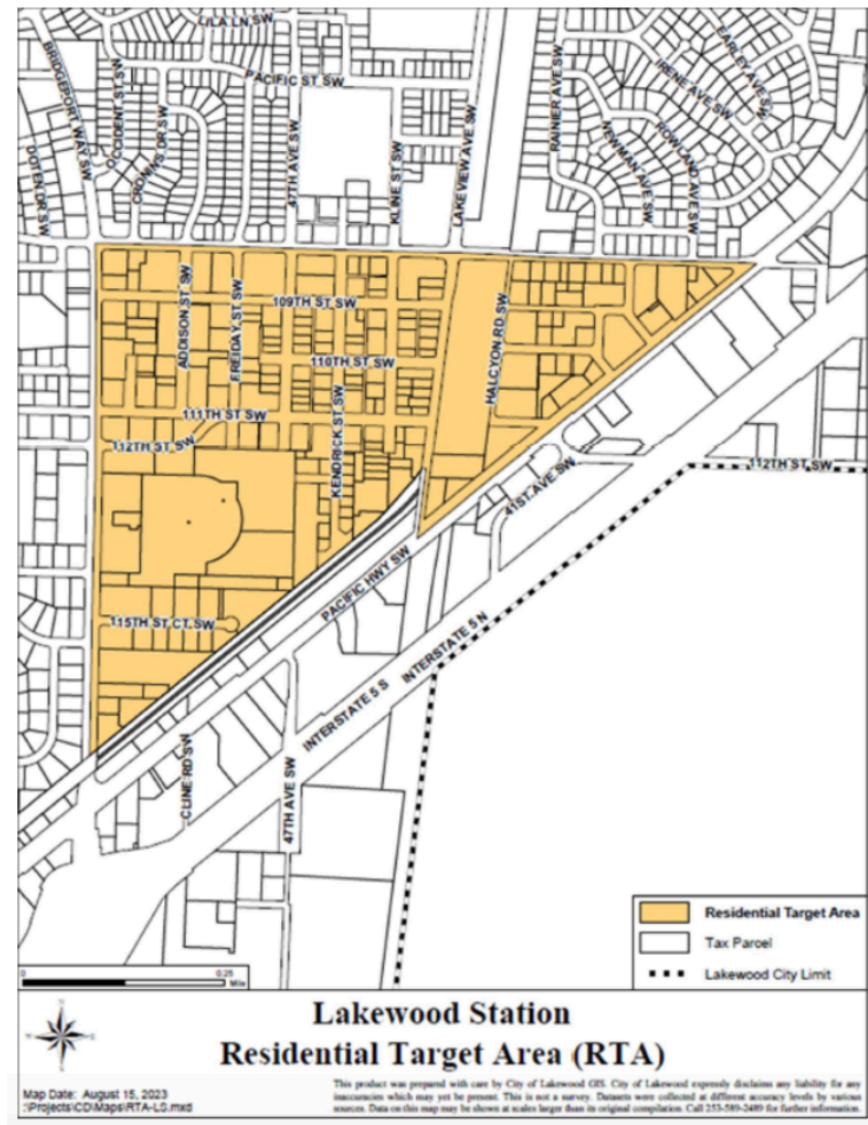 LILA LN SW
PACIFIC ST SW
BRIDGEPORT WAY SW
OCCIDENT ST SW
CRONINS DR SW
DOTEN DR SW
47TH AVE SW
KLINE ST SW
LAKEVIEW AVE SW
RAINIER AVE SW
EARLEY AVE SW
IRENE AVE SW
ROWLAND AVE SW
NEWMAN AVE SW
ADDISON ST SW
FREIDAY ST SW
109TH ST SW
110TH ST SW
HALCYON RD SW
111TH ST SW
112TH ST SW
KENDRICK ST SW
112TH ST SW
41ST AVE SW
PACIFIC HWY SW
115TH ST CT SW
INTERSTATE 5 N
INTERSTATE 5 S
CLINE RD SW
47TH AVE SW
Residential Target Area
Tax Parcel
Lakewood City Limit
0 0.25
Mile
Lakewood Station
Residential Target Area (RTA)
Map Date: August 15, 2023
:\Projects\CD\Maps\RTA-LS.mxd
This product was prepared with care by City of Lakewood GIS. City of Lakewood expressly disclaims any liability for any
inaccuracies which may yet be present. This is not a survey. Datasets were collected at different accuracy levels by various
sources. Data on this map may be shown at scales larger than its original compilation. Call 253-589-2489 for further information.